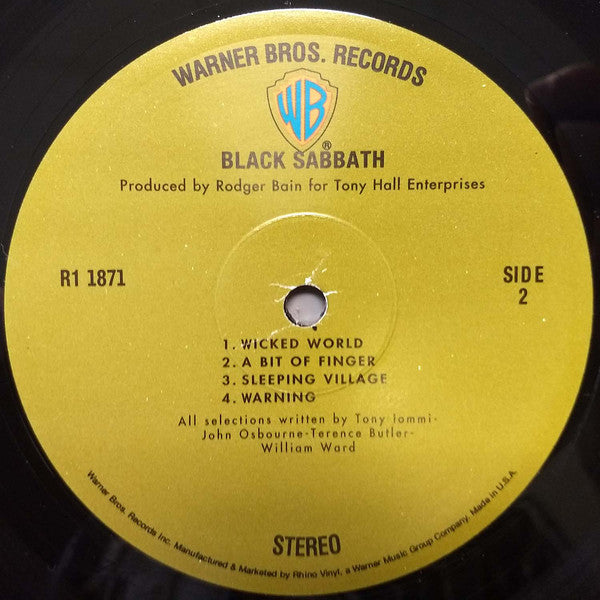 WARNER BROS. RECORDS
WB
®
BLACK SABBATH
Produced by Rodger Bain for Tony Hall Enterprises
R1 1871
SIDE
2
1. WICKED WORLD
2. A BIT OF FINGER
3. SLEEPING VILLAGE
4. WARNING
All selections written by Tony Iommi-
John Osbourne-Terence Butler-
William Ward
STEREO
Warner Bros. Records Inc. Manufactured & Marketed by Rhino Vinyl, a Warner Music Group Company. Made in U.S.A.